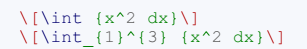 \[\int {x^2 dx}\]
\[\int_{1}^{3} {x^2 dx}\]